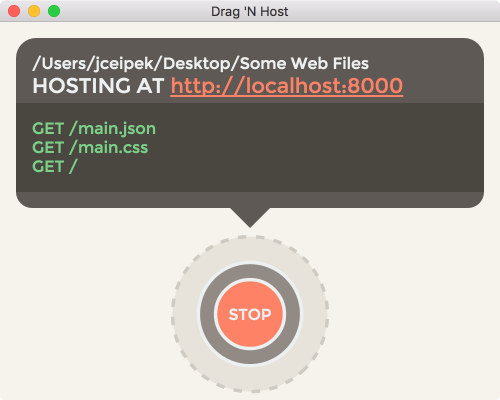 Drag 'N Host
/Users/jceipek/Desktop/Some Web Files
HOSTING AT http://localhost:8000
GET /main.json
GET /main.css
GET /
STOP